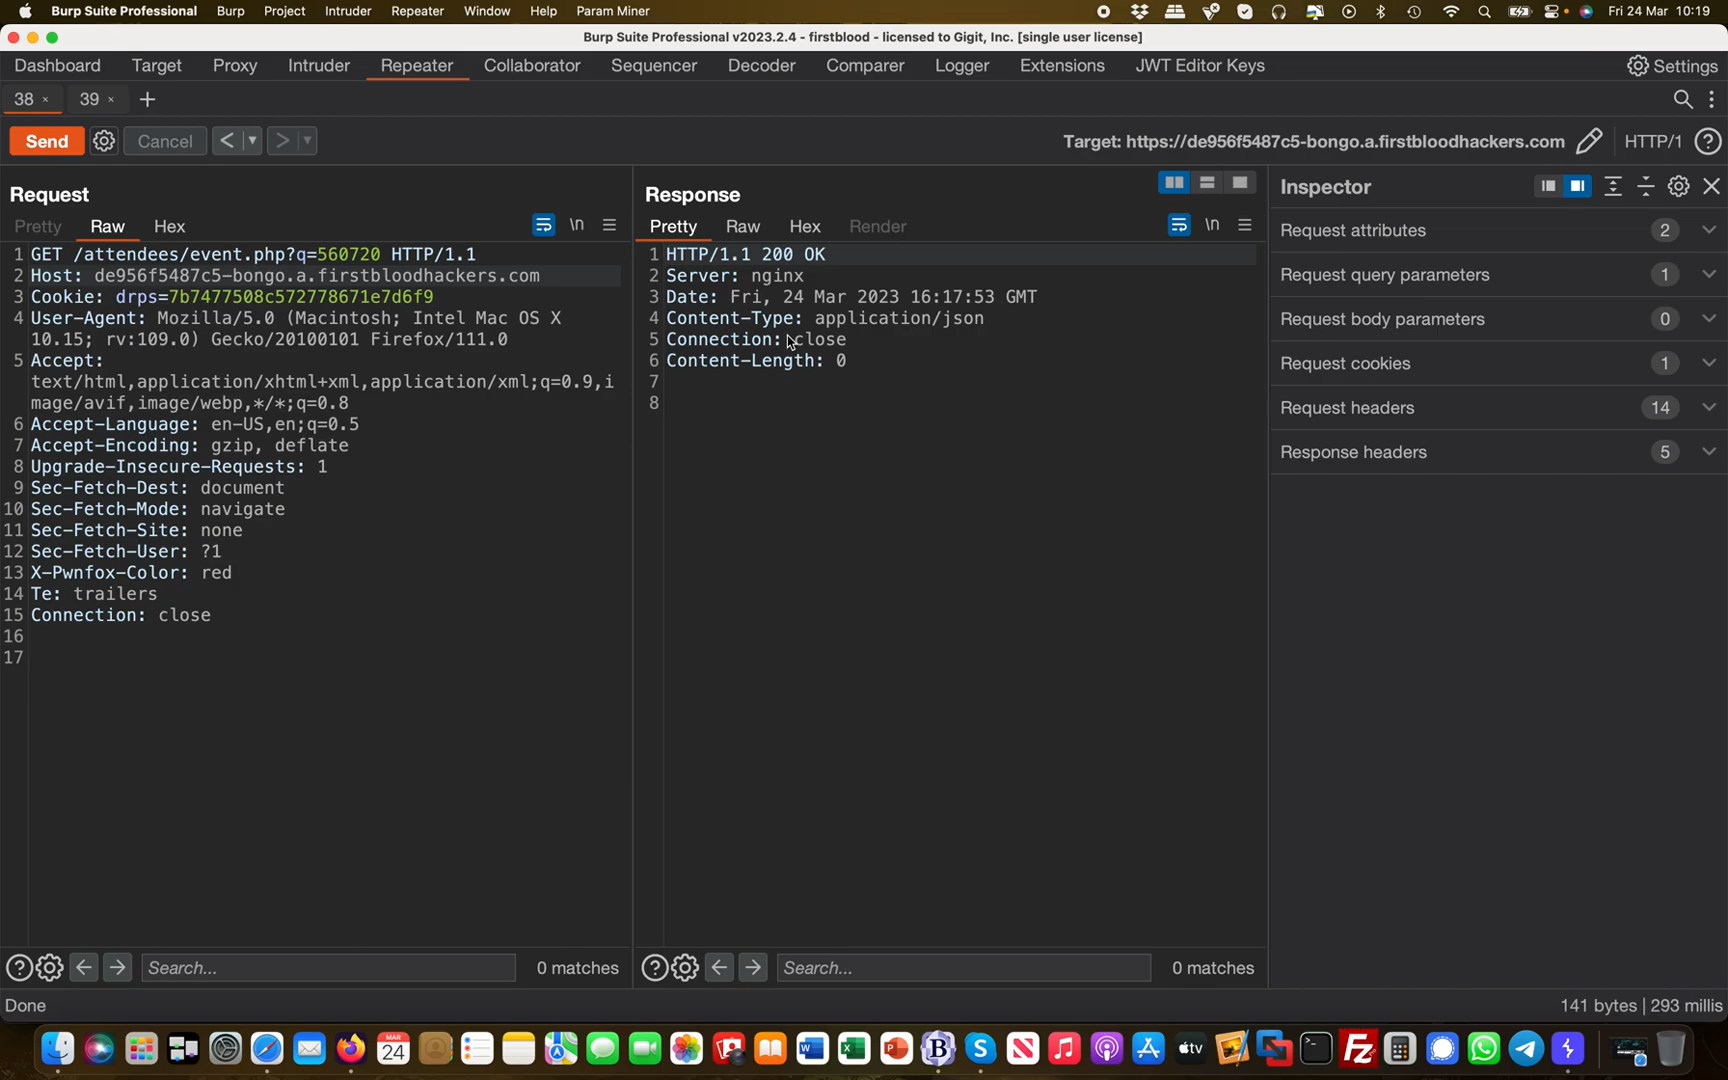 Burp Suite Professional Burp Project Intruder Repeater Window Help Param Miner Fri 24 Mar 10:19
Burp Suite Professional v2023.2.4 - firstblood - licensed to Gigit, Inc. [single user license]
Dashboard Target Proxy Intruder Repeater Collaborator Sequencer Decoder Comparer Logger Extensions JWT Editor Keys Settings
38 × 39 × +
Send Cancel < > Target: https://de956f5487c5-bongo.a.firstbloodhackers.com HTTP/1 ?
Request
Pretty Raw Hex \n
1 GET /attendees/event.php?q=560720 HTTP/1.1
2 Host: de956f5487c5-bongo.a.firstbloodhackers.com
3 Cookie: drps=7b7477508c572778671e7d6f9
4 User-Agent: Mozilla/5.0 (Macintosh; Intel Mac OS X
10.15; rv:109.0) Gecko/20100101 Firefox/111.0
5 Accept:
text/html,application/xhtml+xml,application/xml;q=0.9,i
mage/avif,image/webp,*/*;q=0.8
6 Accept-Language: en-US,en;q=0.5
7 Accept-Encoding: gzip, deflate
8 Upgrade-Insecure-Requests: 1
9 Sec-Fetch-Dest: document
10 Sec-Fetch-Mode: navigate
11 Sec-Fetch-Site: none
12 Sec-Fetch-User: ?1
13 X-Pwnfox-Color: red
14 Te: trailers
15 Connection: close
16
17
? Search... 0 matches
Response
Pretty Raw Hex Render \n
1 HTTP/1.1 200 OK
2 Server: nginx
3 Date: Fri, 24 Mar 2023 16:17:53 GMT
4 Content-Type: application/json
5 Connection: close
6 Content-Length: 0
7
8
? Search... 0 matches
Inspector
Request attributes 2
Request query parameters 1
Request body parameters 0
Request cookies 1
Request headers 14
Response headers 5
Done 141 bytes | 293 millis
MAR
24
W X P B S N tv >_ Fz